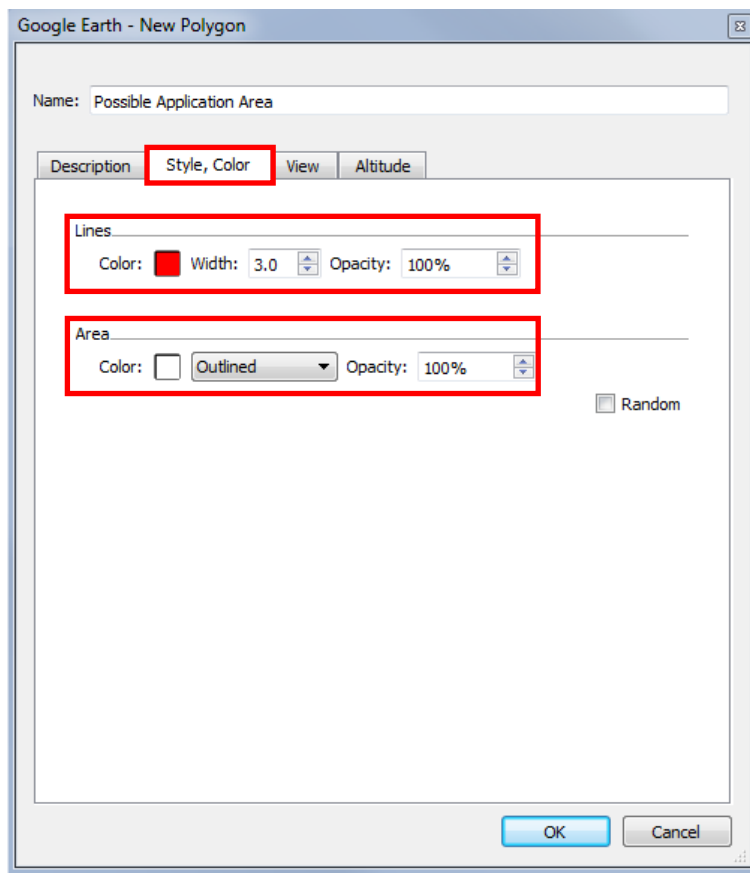 Google Earth - New Polygon
Name: Possible Application Area
Description Style, Color View Altitude
Lines
Color: Width: 3.0 Opacity: 100%
Area
Color: Outlined Opacity: 100%
Random
OK Cancel